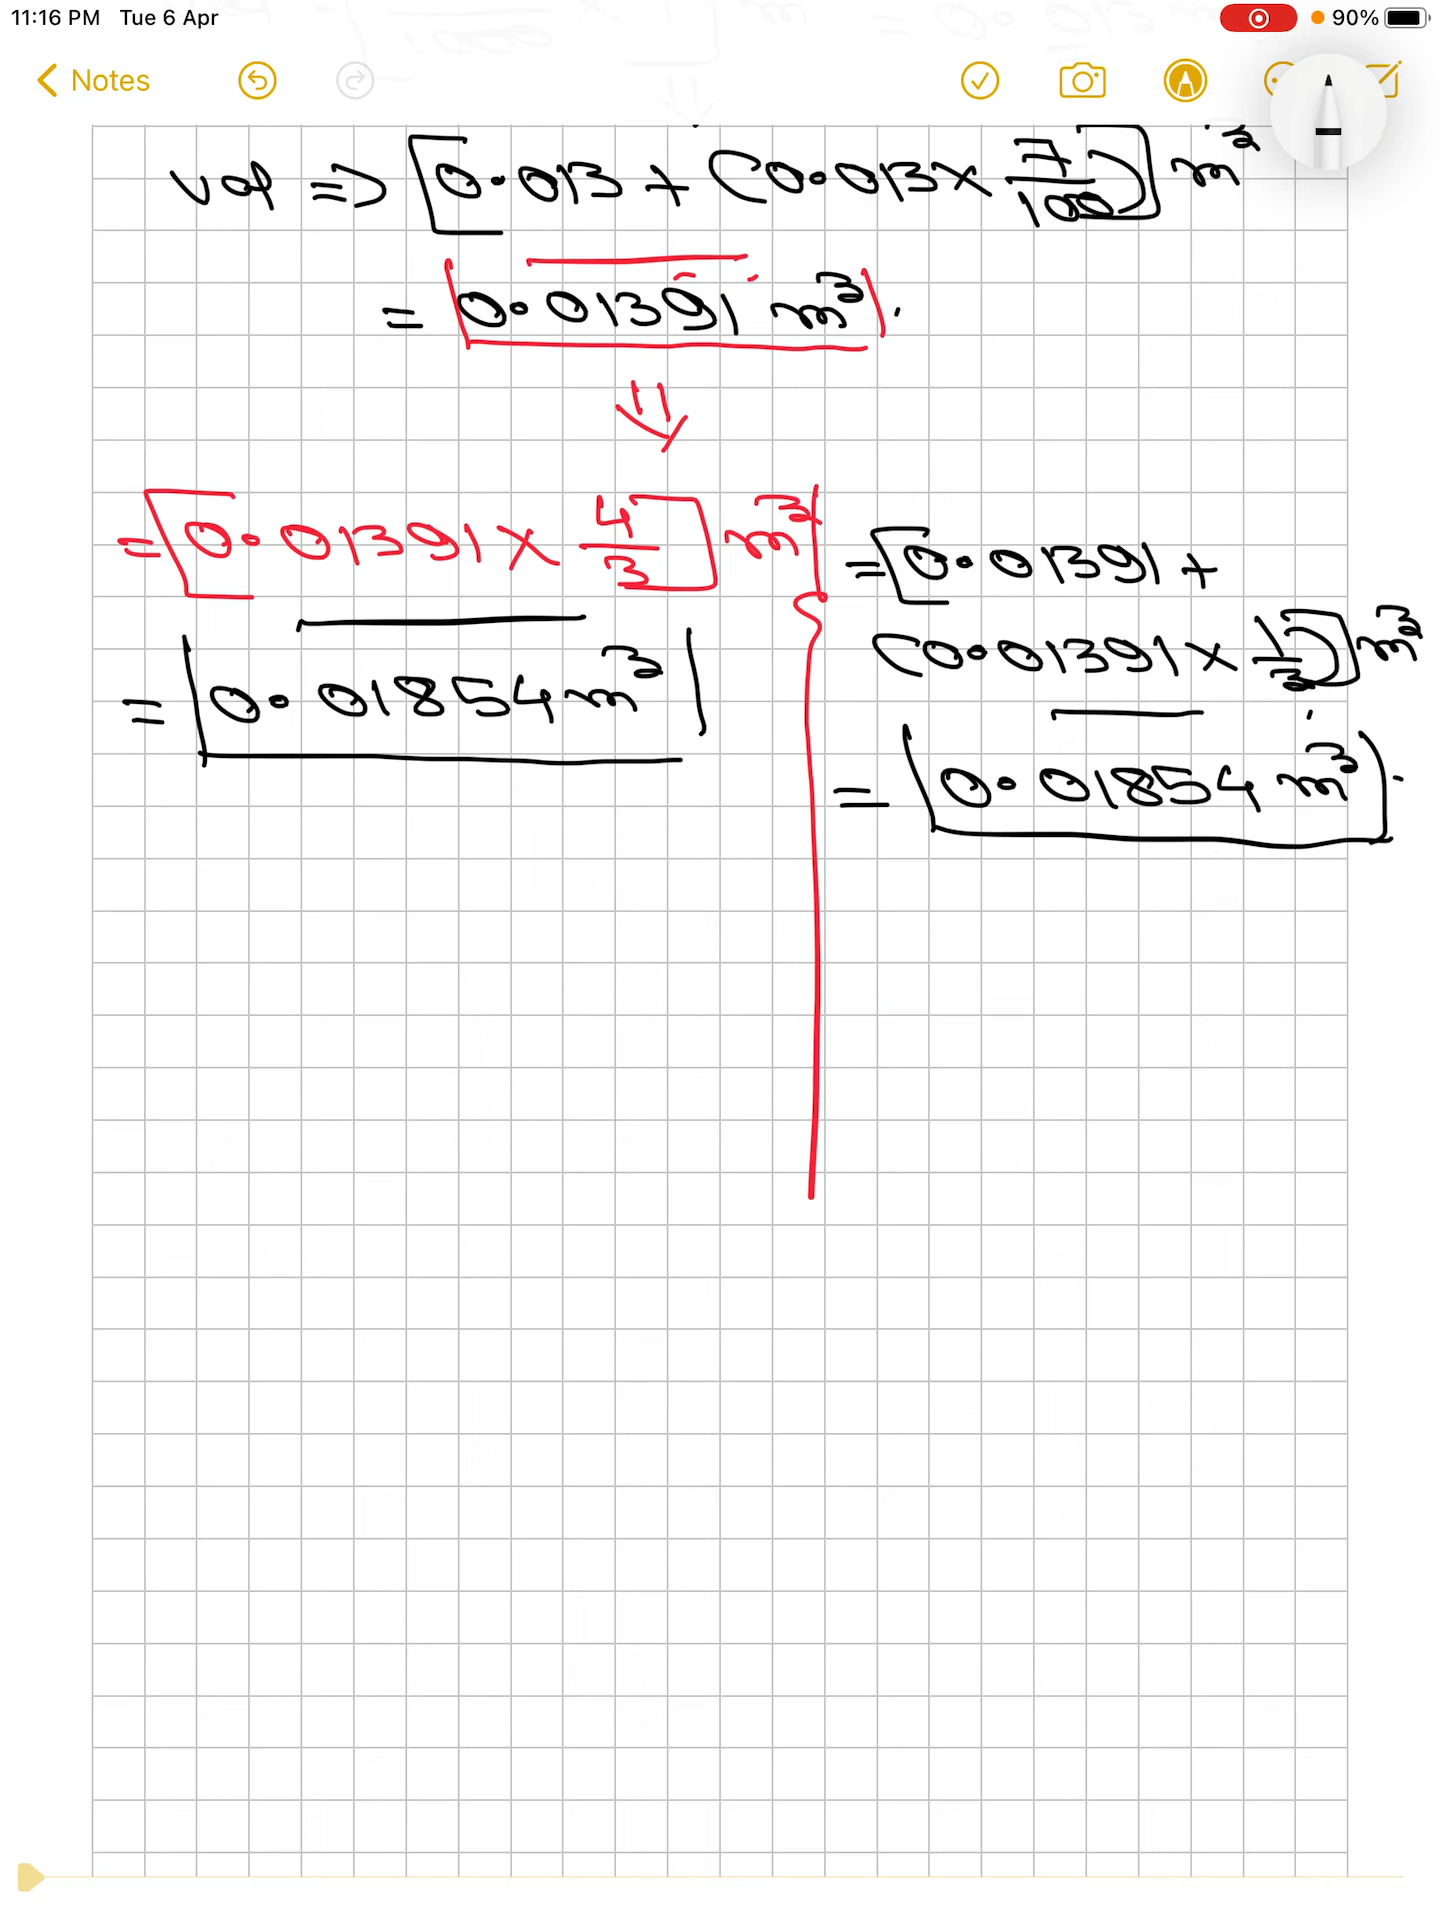 11:16 PM Tue 6 Apr 90%
Notes
vol => [0.013 + (0.013 × 7/100)] m³
= 0.01391 m³.
= [0.01391 × 4/3] m³
= 0.01854 m³
= [0.01391 +
(0.01391 × 1/3)] m³
= 0.01854 m³.